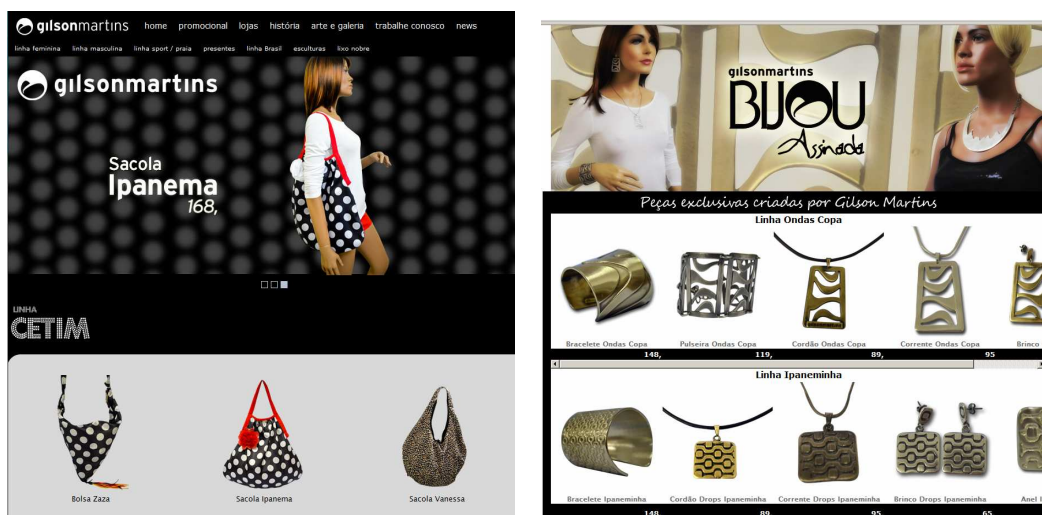 gilsonmartins home promocional lojas história arte e galeria trabalhe conosco news
linha feminina linha masculina linha sport / praia presentes linha Brasil esculturas lixo nobre
gilsonmartins
Sacola
Ipanema
168,
LINHA
CETIM
Bolsa Zaza Sacola Ipanema Sacola Vanessa
gilsonmartins
BIJOU
Assinada
Peças exclusivas criadas por Gilson Martins
Linha Ondas Copa
Bracelete Ondas Copa Pulseira Ondas Copa Cordão Ondas Copa Corrente Ondas Copa Brinco
148, 119, 89, 95
Linha Ipaneminha
Bracelete Ipaneminha Cordão Drops Ipaneminha Corrente Drops Ipaneminha Brinco Drops Ipaneminha Anel I
148 89 95 65